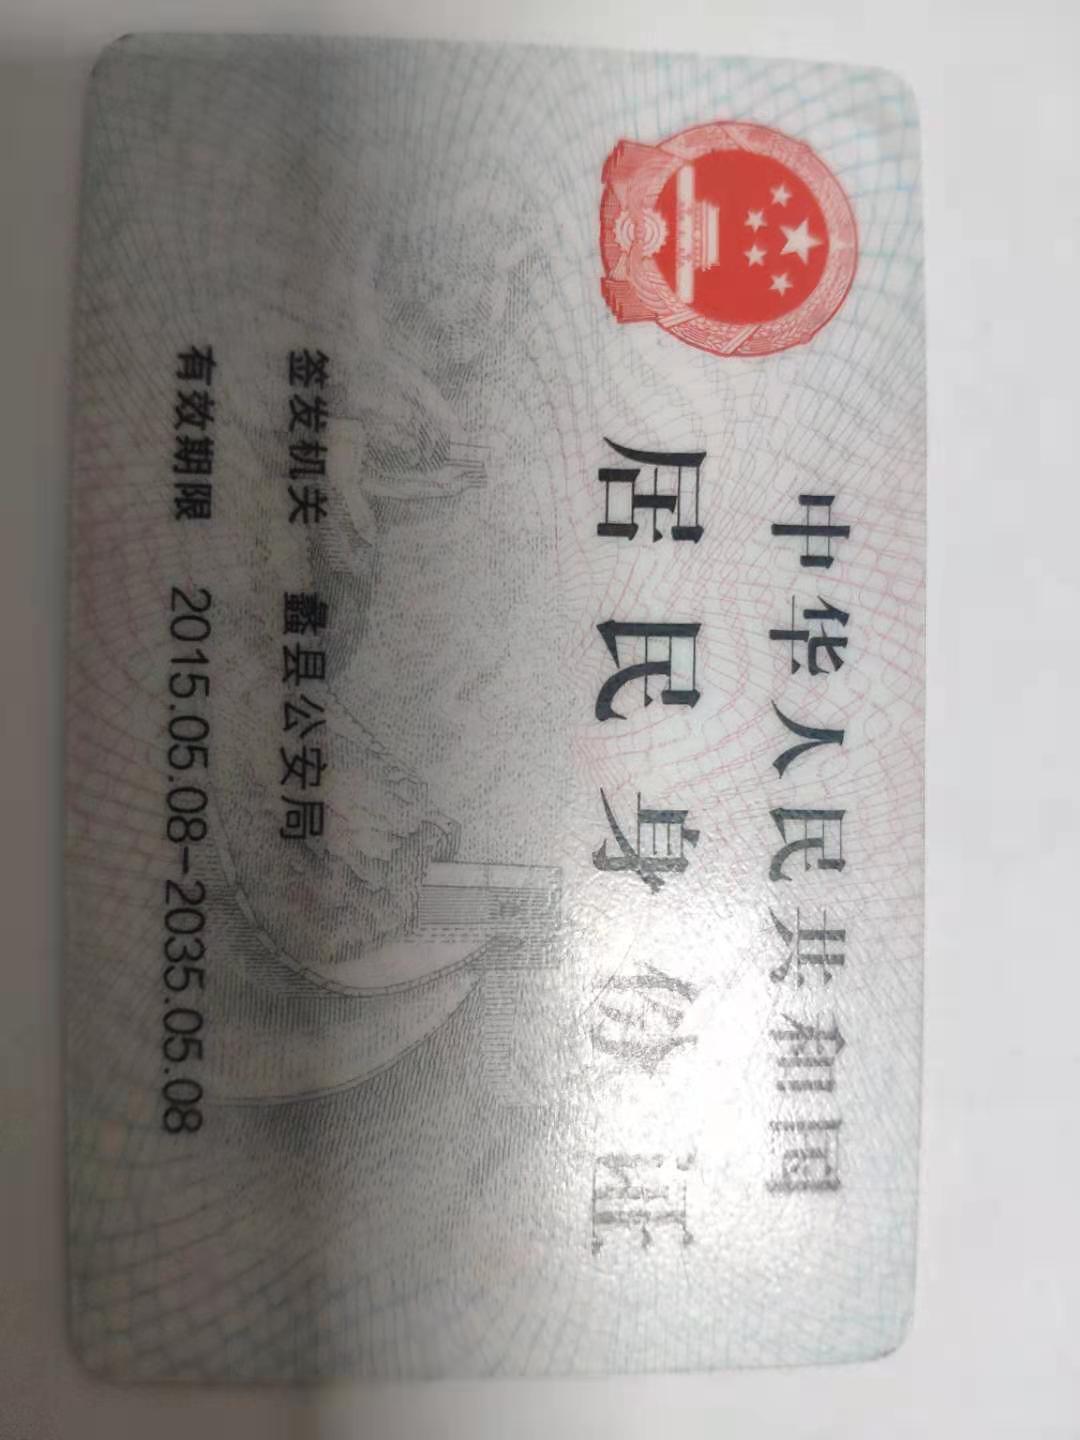 中华人民共和国
居民身份证
签发机关 蠡县公安局
有效期限 2015.05.08-2035.05.08